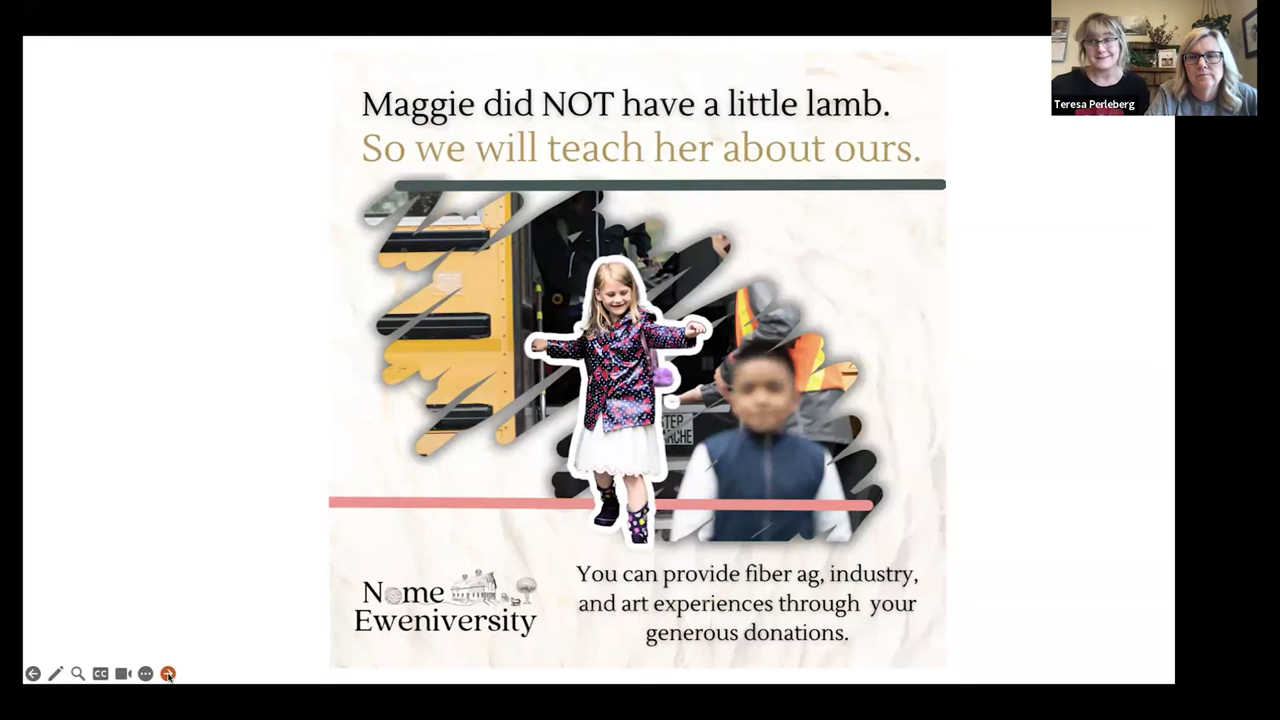 Maggie did NOT have a little lamb.
So we will teach her about ours.
Teresa Perleberg
STEP
Nome
Eweniversity
You can provide fiber ag, industry,
and art experiences through your
generous donations.
CC